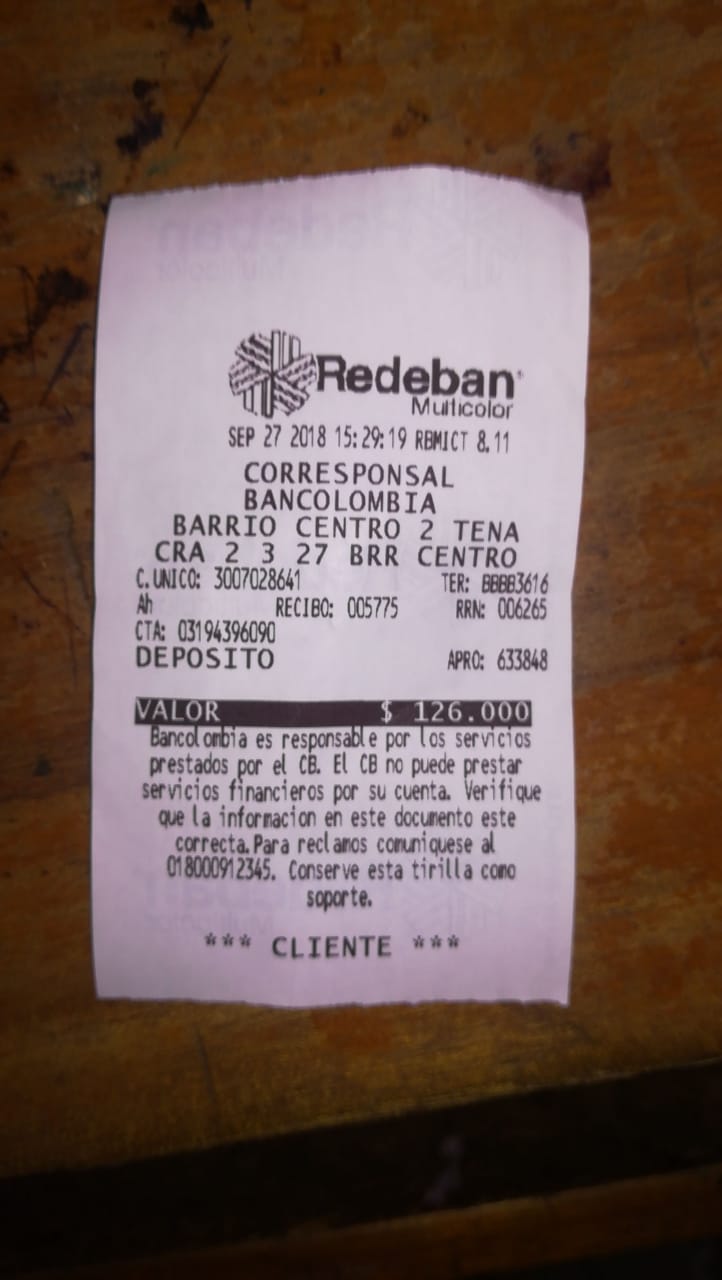 Redeban
Multicolor
SEP 27 2018 15:29:19 RBMICT 8.11
CORRESPONSAL
BANCOLOMBIA
BARRIO CENTRO 2 TENA
CRA 2 3 27 BRR CENTRO
C.UNICO: 3007028641 TER: BBBB3616
Ah RECIBO: 005775 RRN: 006265
CTA: 03194396090
DEPOSITO APRO: 633848
VALOR $ 126.000
Bancolombia es responsable por los servicios
prestados por el CB. El CB no puede prestar
servicios financieros por su cuenta. Verifique
que la informacion en este documento este
correcta.Para reclamos comuniquese al
018000912345. Conserve esta tirilla como
soporte.
*** CLIENTE ***